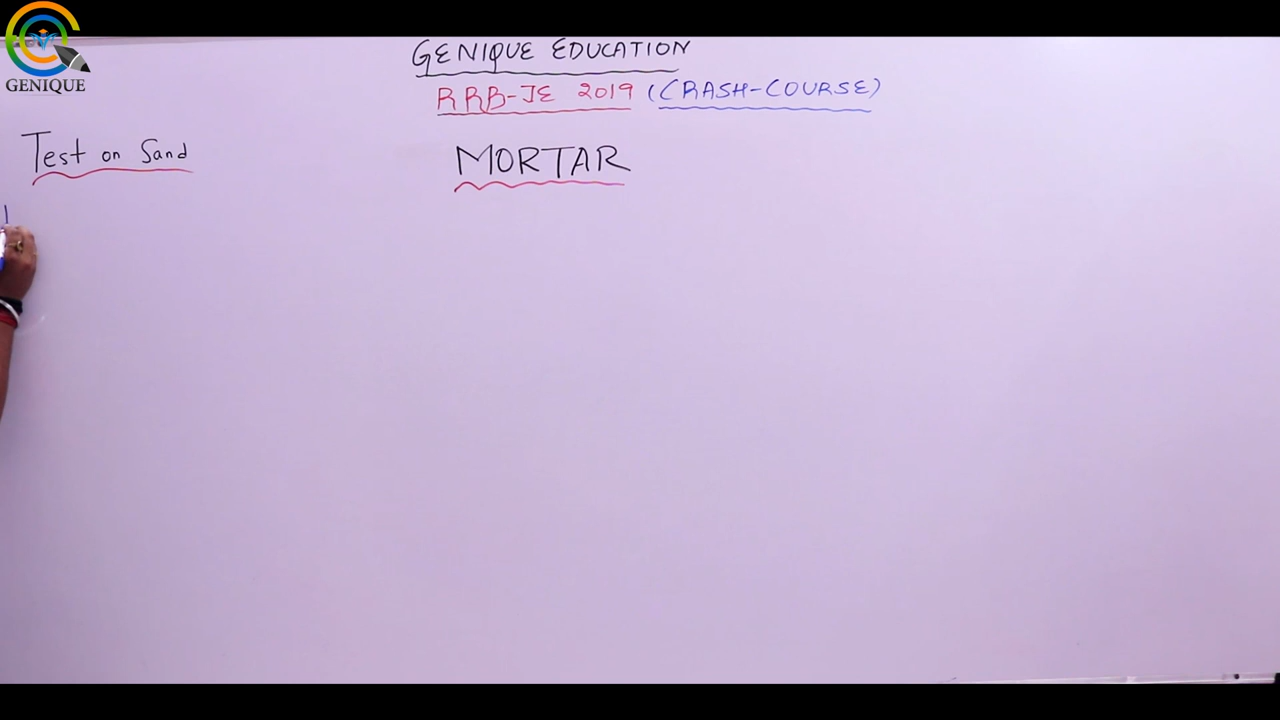 GENIQUE
GENIQUE EDUCATION
RRB-JE 2019 (CRASH-COURSE)
Test on Sand
MORTAR